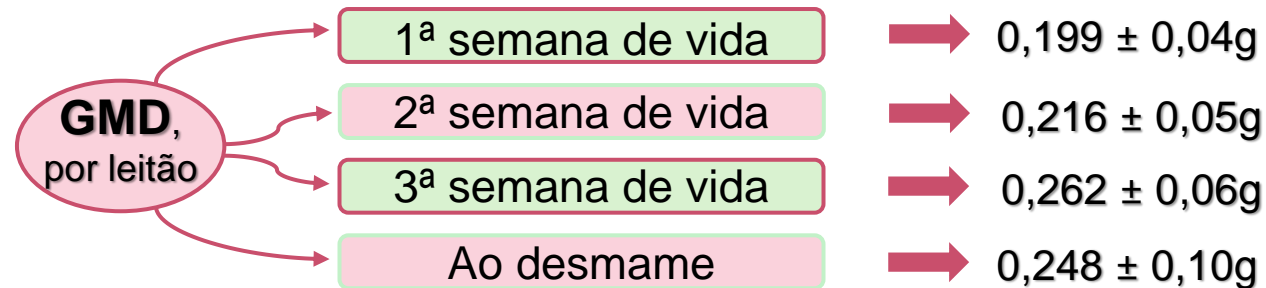 GMD,
por leitão
1ª semana de vida
0,199 ± 0,04g
2ª semana de vida
0,216 ± 0,05g
3ª semana de vida
0,262 ± 0,06g
Ao desmame
0,248 ± 0,10g